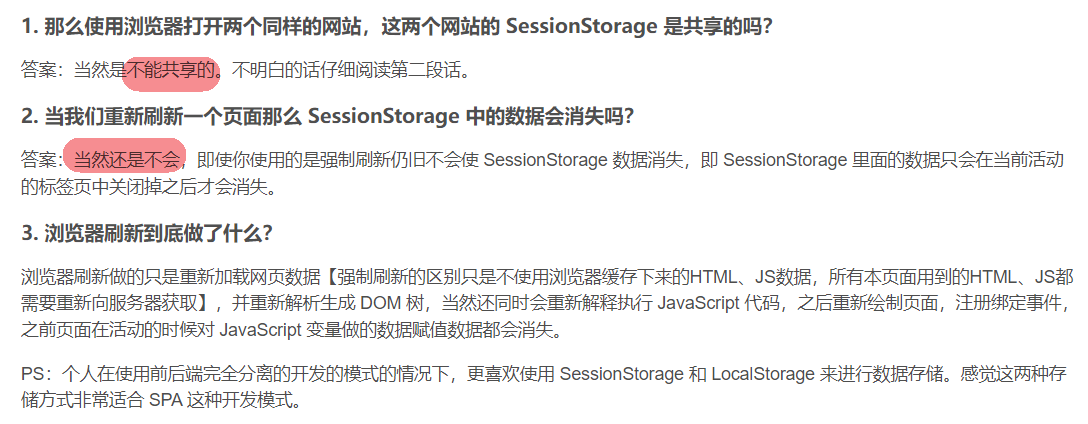 1. 那么使用浏览器打开两个同样的网站，这两个网站的 SessionStorage 是共享的吗？
答案：当然是不能共享的。不明白的话仔细阅读第二段话。
2. 当我们重新刷新一个页面那么 SessionStorage 中的数据会消失吗？
答案：当然还是不会，即使你使用的是强制刷新仍旧不会使 SessionStorage 数据消失，即 SessionStorage 里面的数据只会在当前活动
的标签页中关闭掉之后才会消失。
3. 浏览器刷新到底做了什么？
浏览器刷新做的只是重新加载网页数据【强制刷新的区别只是不使用浏览器缓存下来的HTML、JS数据，所有本页面用到的HTML、JS都
需要重新向服务器获取】，并重新解析生成 DOM 树，当然还同时会重新解释执行 JavaScript 代码，之后重新绘制页面，注册绑定事件，
之前页面在活动的时候对 JavaScript 变量做的数据赋值数据都会消失。
PS：个人在使用前后端完全分离的开发的模式的情况下，更喜欢使用 SessionStorage 和 LocalStorage 来进行数据存储。感觉这两种存
储方式非常适合 SPA 这种开发模式。